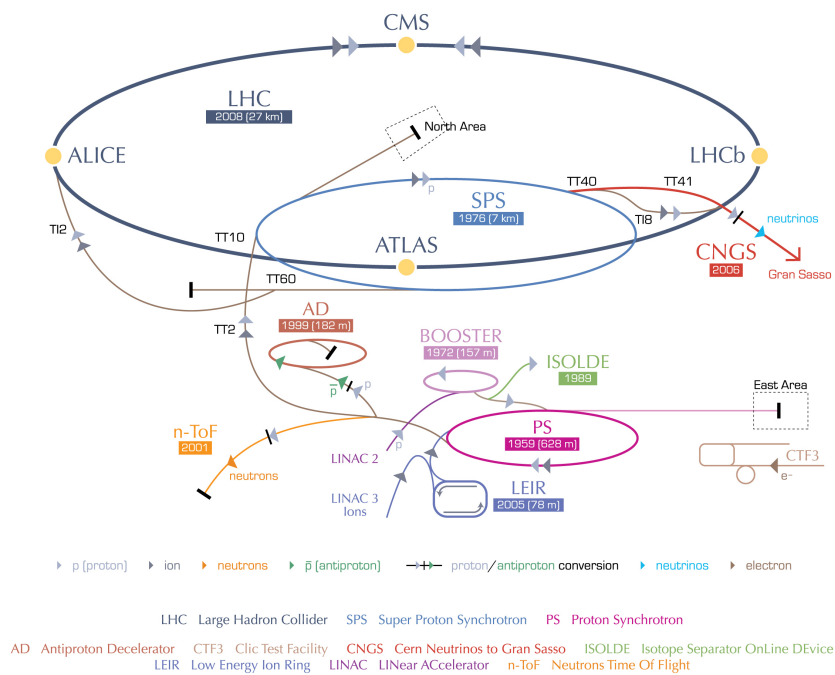 CMS
LHC
2008 (27 km)
North Area
ALICE
LHCb
TT40
TT41
SPS
1976 (7 km)
p
TI2
TT10
TI8
neutrinos
ATLAS
CNGS
2006
Gran Sasso
TT60
AD
1999 (182 m)
TT2
BOOSTER
1972 (157 m)
ISOLDE
1989
p̅
p
East Area
n-ToF
2001
PS
1959 (628 m)
p
LINAC 2
neutrons
CTF3
e-
LINAC 3
Ions
LEIR
2005 (78 m)
p (proton)
ion
neutrons
p̅ (antiproton)
proton/antiproton conversion
neutrinos
electron
LHC Large Hadron Collider SPS Super Proton Synchrotron PS Proton Synchrotron
AD Antiproton Decelerator CTF3 Clic Test Facility CNGS Cern Neutrinos to Gran Sasso ISOLDE Isotope Separator OnLine DEvice
LEIR Low Energy Ion Ring LINAC LINear ACcelerator n-ToF Neutrons Time Of Flight